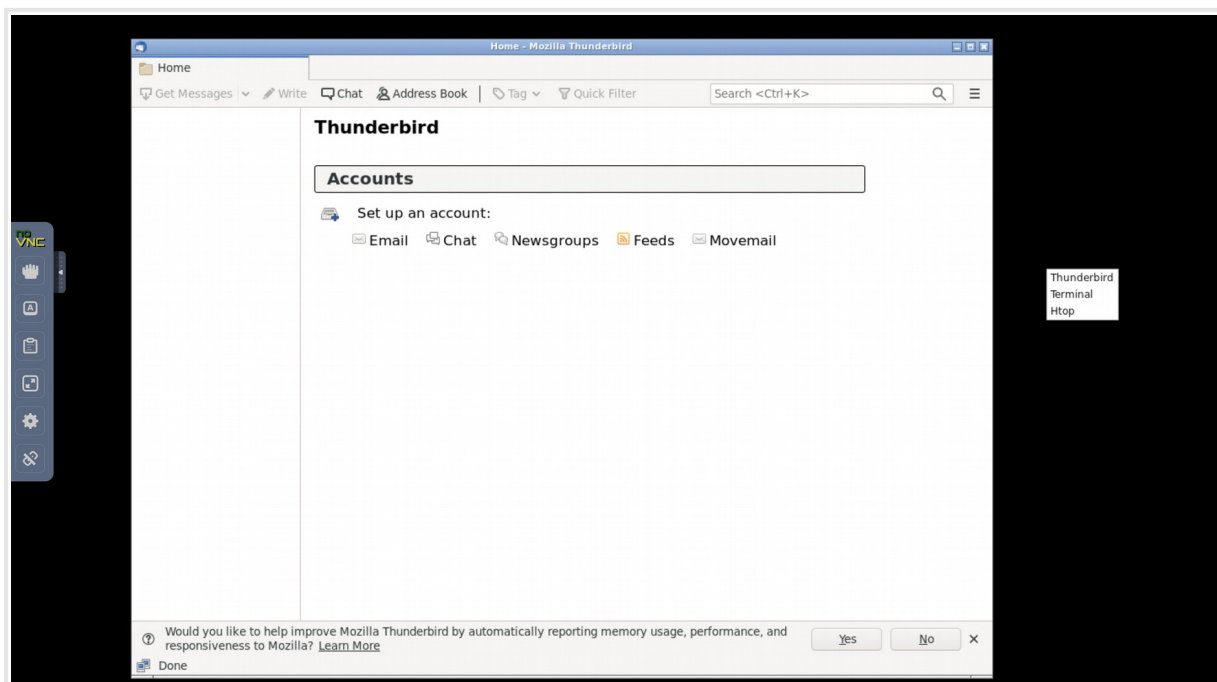 Home - Mozilla Thunderbird
Home
Get Messages Write Chat Address Book Tag Quick Filter Search <Ctrl+K>
Thunderbird
Accounts
Set up an account:
Email Chat Newsgroups Feeds Movemail
no
VNC
A
Thunderbird
Terminal
Htop
Would you like to help improve Mozilla Thunderbird by automatically reporting memory usage, performance, and
responsiveness to Mozilla? Learn More
Yes No
Done